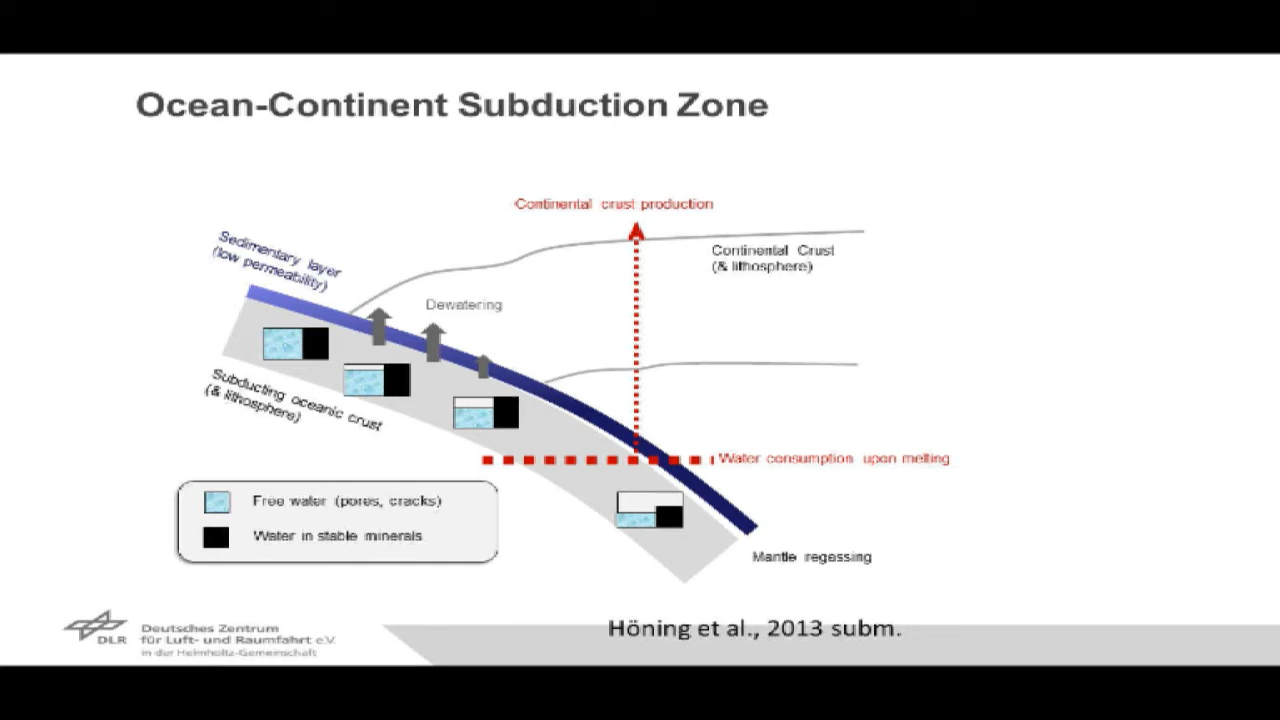 Ocean-Continent Subduction Zone
Continental crust production
Sedimentary layer
(low permeability)
Continental Crust
(& lithosphere)
Dewatering
Subducting oceanic crust
(& lithosphere)
Water consumption upon melting
Free water (pores, cracks)
Water in stable minerals
Mantle regassing
DLR
Deutsches Zentrum
für Luft- und Raumfahrt e.V.
in der Helmholtz-Gemeinschaft
Höning et al., 2013 subm.